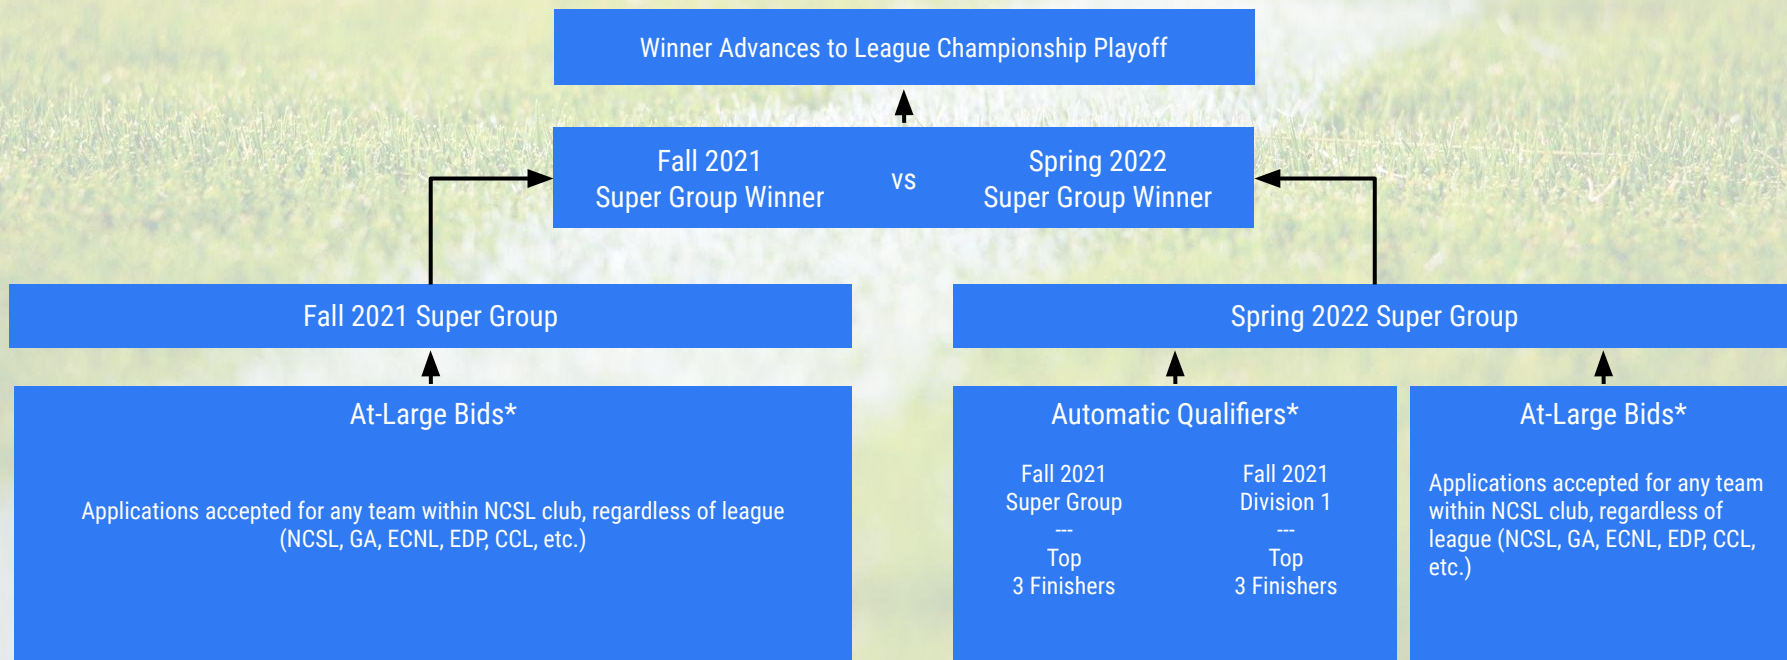 Winner Advances to League Championship Playoff
Fall 2021
Super Group Winner
vs
Spring 2022
Super Group Winner
Fall 2021 Super Group
Spring 2022 Super Group
At-Large Bids*
Applications accepted for any team within NCSL club, regardless of league
(NCSL, GA, ECNL, EDP, CCL, etc.)
Automatic Qualifiers*
Fall 2021
Super Group
---
Top
3 Finishers
Fall 2021
Division 1
---
Top
3 Finishers
At-Large Bids*
Applications accepted for any team
within NCSL club, regardless of
league (NCSL, GA, ECNL, EDP, CCL,
etc.)